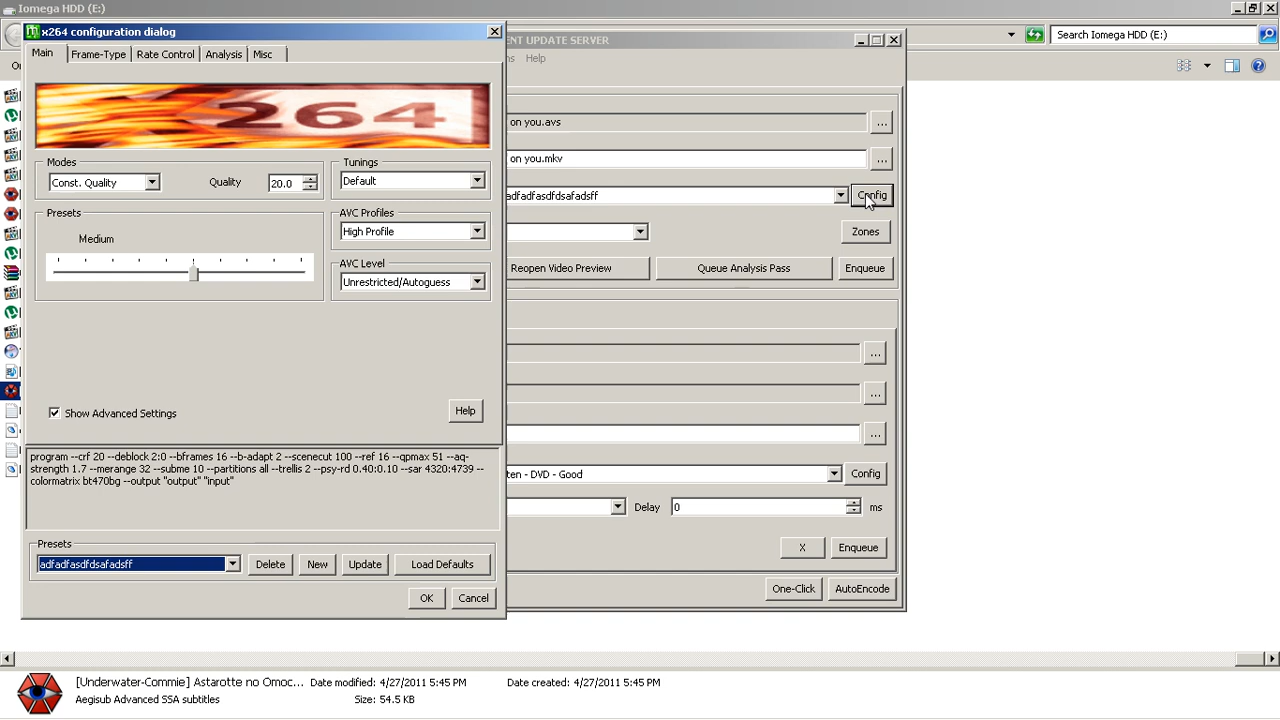 Iomega HDD (E:)
x264 configuration dialog
ENT UPDATE SERVER
Search Iomega HDD (E:)
Main
Frame-Type
Rate Control
Analysis
Misc
Help
264
on you.avs
...
on you.mkv
...
Modes
Const. Quality
Quality
20.0
Tunings
Default
adfadfasdfdsafadsff
Config
Presets
Medium
AVC Profiles
High Profile
Zones
AVC Level
Unrestricted/Autoguess
Reopen Video Preview
Queue Analysis Pass
Enqueue
...
...
Show Advanced Settings
Help
...
program --crf 20 --deblock 2:0 --bframes 16 --b-adapt 2 --scenecut 100 --ref 16 --qpmax 51 --aq-
strength 1.7 --merange 32 --subme 10 --partitions all --trellis 2 --psy-rd 0.40:0.10 --sar 4320:4739 --
colormatrix bt470bg --output "output" "input"
ten - DVD - Good
Config
Delay
0
ms
Presets
adfadfasdfdsafadsff
Delete
New
Update
Load Defaults
X
Enqueue
OK
Cancel
One-Click
AutoEncode
[Underwater-Commie] Astarotte no Omoc...
Date modified: 4/27/2011 5:45 PM
Date created: 4/27/2011 5:45 PM
Aegisub Advanced SSA subtitles
Size: 54.5 KB